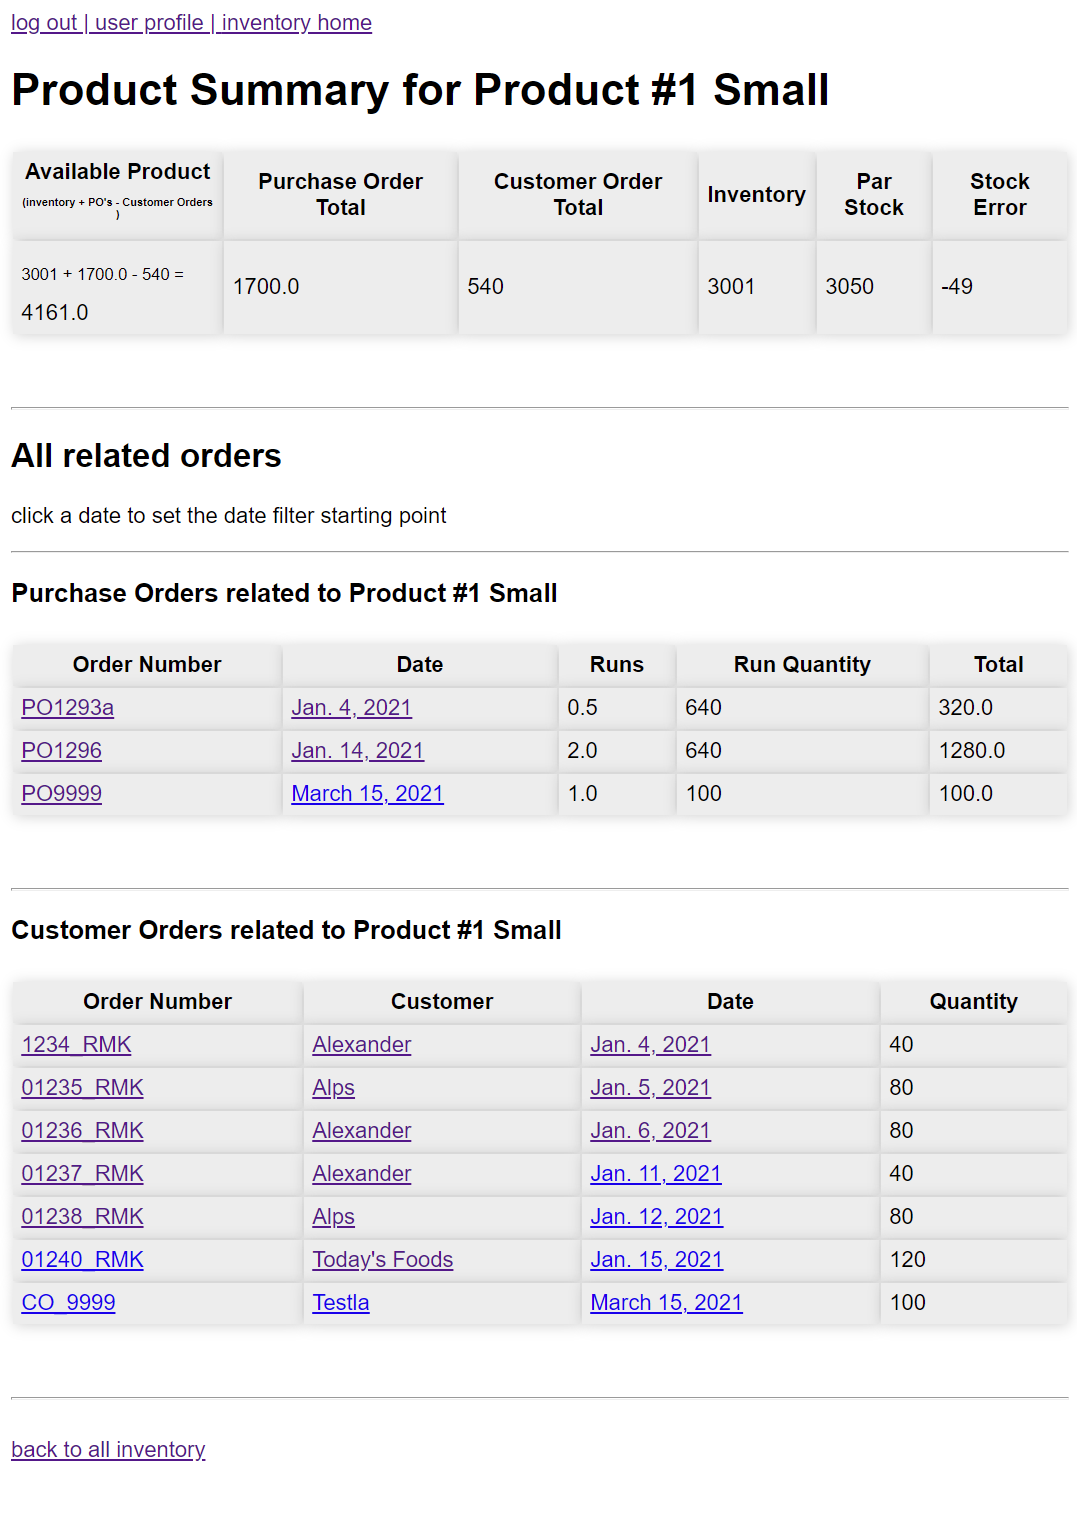 log out | user profile | inventory home
Product Summary for Product #1 Small
Available Product
(inventory + PO's - Customer Orders
)
Purchase Order
Total
Customer Order
Total
Inventory
Par
Stock
Stock
Error
3001 + 1700.0 - 540 =
4161.0
1700.0
540
3001
3050
-49
All related orders
click a date to set the date filter starting point
Purchase Orders related to Product #1 Small
Order Number Date Runs Run Quantity Total
PO1293a Jan. 4, 2021 0.5 640 320.0
PO1296 Jan. 14, 2021 2.0 640 1280.0
PO9999 March 15, 2021 1.0 100 100.0
Customer Orders related to Product #1 Small
Order Number Customer Date Quantity
1234_RMK Alexander Jan. 4, 2021 40
01235_RMK Alps Jan. 5, 2021 80
01236_RMK Alexander Jan. 6, 2021 80
01237_RMK Alexander Jan. 11, 2021 40
01238_RMK Alps Jan. 12, 2021 80
01240_RMK Today's Foods Jan. 15, 2021 120
CO_9999 Testla March 15, 2021 100
back to all inventory